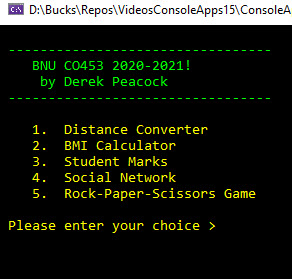 D:\Bucks\Repos\VideosConsoleApps15\ConsoleA
---------------------------------
BNU CO453 2020-2021!
by Derek Peacock
---------------------------------
1. Distance Converter
2. BMI Calculator
3. Student Marks
4. Social Network
5. Rock-Paper-Scissors Game
Please enter your choice >